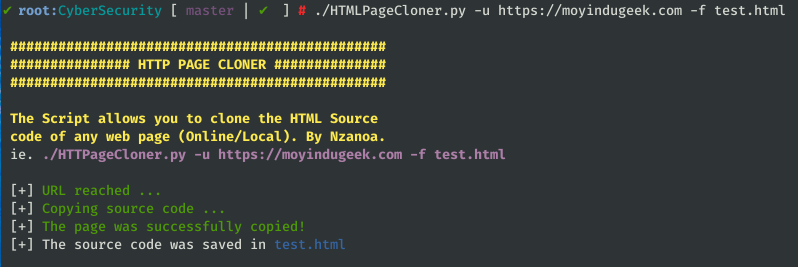 ✔ root:CyberSecurity [ master | ✔ ] # ./HTMLPageCloner.py -u https://moyindugeek.com -f test.html
###############################################
############### HTTP PAGE CLONER ##############
###############################################
The Script allows you to clone the HTML Source
code of any web page (Online/Local). By Nzanoa.
ie. ./HTTPageCloner.py -u https://moyindugeek.com -f test.html
[+] URL reached ...
[+] Copying source code ...
[+] The page was successfully copied!
[+] The source code was saved in test.html